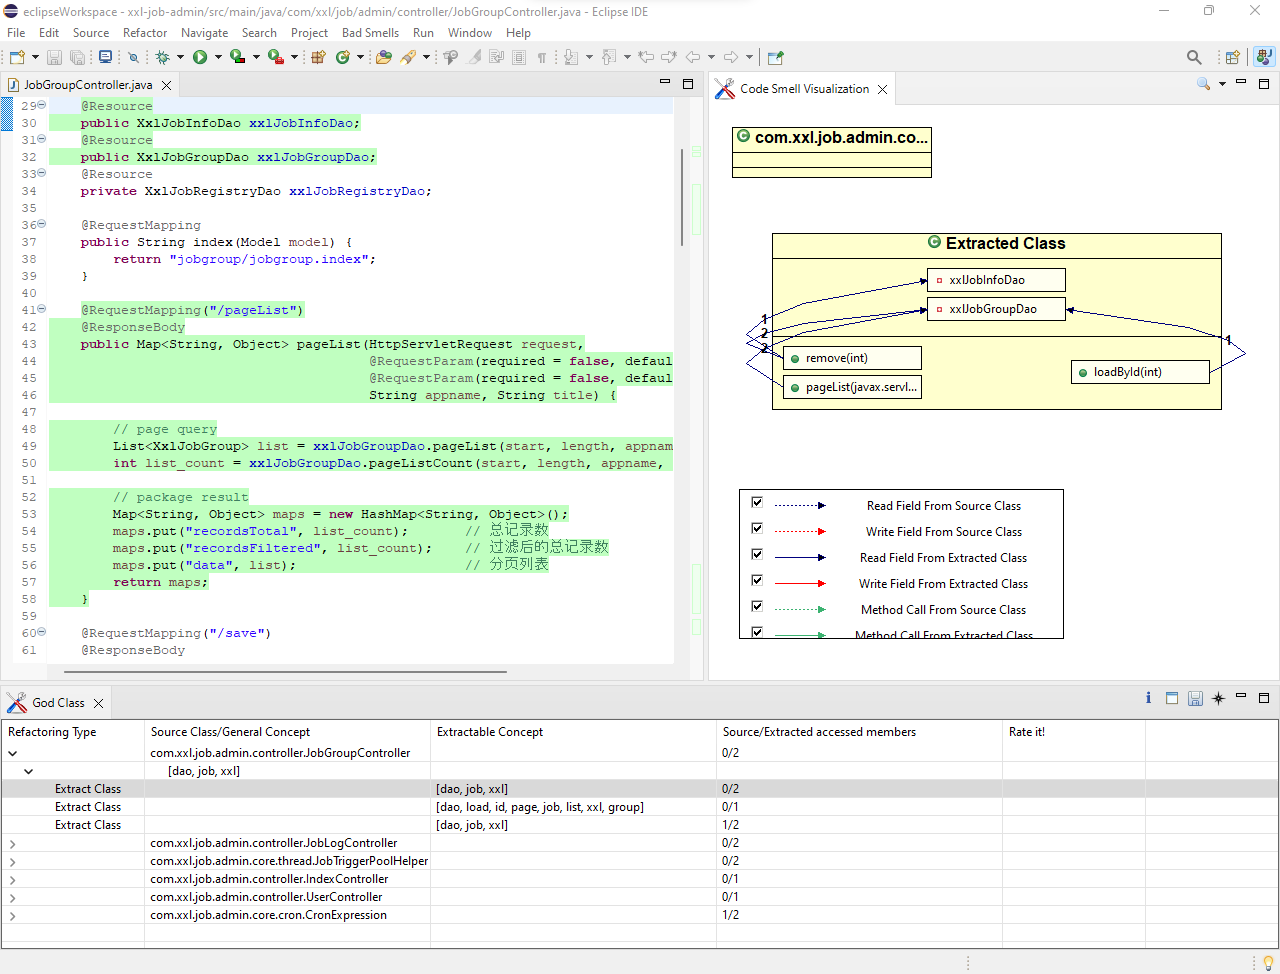 eclipseWorkspace - xxl-job-admin/src/main/java/com/xxl/job/admin/controller/JobGroupController.java - Eclipse IDE
File Edit Source Refactor Navigate Search Project Bad Smells Run Window Help
JobGroupController.java
29 @Resource
30 public XxlJobInfoDao xxlJobInfoDao;
31 @Resource
32 public XxlJobGroupDao xxlJobGroupDao;
33 @Resource
34 private XxlJobRegistryDao xxlJobRegistryDao;
35
36 @RequestMapping
37 public String index(Model model) {
38 return "jobgroup/jobgroup.index";
39 }
40
41 @RequestMapping("/pageList")
42 @ResponseBody
43 public Map<String, Object> pageList(HttpServletRequest request,
44 @RequestParam(required = false, defaul
45 @RequestParam(required = false, defaul
46 String appname, String title) {
47
48 // page query
49 List<XxlJobGroup> list = xxlJobGroupDao.pageList(start, length, appnam
50 int list_count = xxlJobGroupDao.pageListCount(start, length, appname,
51
52 // package result
53 Map<String, Object> maps = new HashMap<String, Object>();
54 maps.put("recordsTotal", list_count); // 总记录数
55 maps.put("recordsFiltered", list_count); // 过滤后的总记录数
56 maps.put("data", list); // 分页列表
57 return maps;
58 }
59
60 @RequestMapping("/save")
61 @ResponseBody
Code Smell Visualization
com.xxl.job.admin.co...
Extracted Class
xxlJobInfoDao
xxlJobGroupDao
1
2
2
1
remove(int)
pageList(javax.servl...
loadById(int)
Read Field From Source Class
Write Field From Source Class
Read Field From Extracted Class
Write Field From Extracted Class
Method Call From Source Class
Method Call From Extracted Class
God Class
Refactoring Type Source Class/General Concept Extractable Concept Source/Extracted accessed members Rate it!
com.xxl.job.admin.controller.JobGroupController 0/2
[dao, job, xxl]
Extract Class [dao, job, xxl] 0/2
Extract Class [dao, load, id, page, job, list, xxl, group] 0/1
Extract Class [dao, job, xxl] 1/2
com.xxl.job.admin.controller.JobLogController 0/2
com.xxl.job.admin.core.thread.JobTriggerPoolHelper 0/2
com.xxl.job.admin.controller.IndexController 0/1
com.xxl.job.admin.controller.UserController 0/1
com.xxl.job.admin.core.cron.CronExpression 1/2